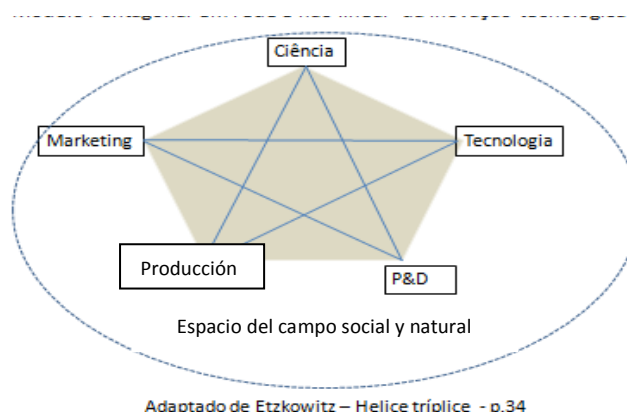 Ciência
Marketing
Tecnologia
Producción
P&D
Espacio del campo social y natural
Adaptado de Etzkowitz – Helice tríplice - p.34